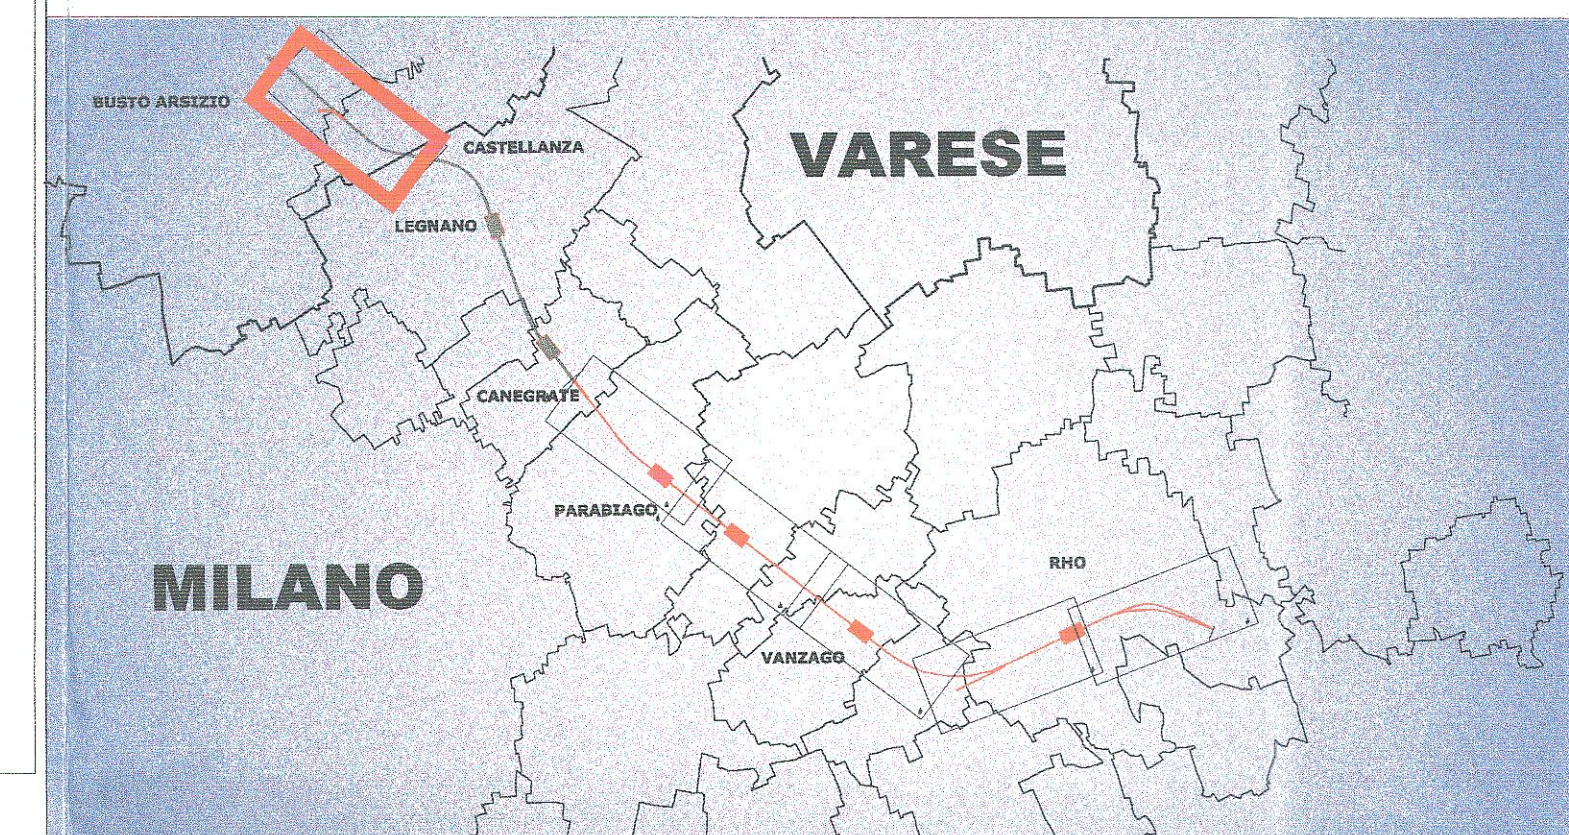 BUSTO ARSIZIO
VARESE
CASTELLANZA
LEGNANO
CANEGRATE
PARABIAGO
MILANO
RHO
VANZAGO